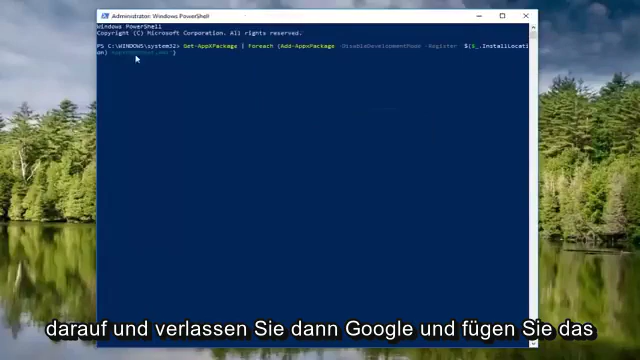 Administrator: Windows PowerShell
Windows PowerShell
Copyright (C) Microsoft Corporation. All rights reserved.
PS C:\WINDOWS\system32> Get-AppXPackage | Foreach (Add-AppxPackage -DisableDevelopmentMode -Register "$($_.InstallLocati
on)
darauf und verlassen Sie dann Google und fügen Sie das